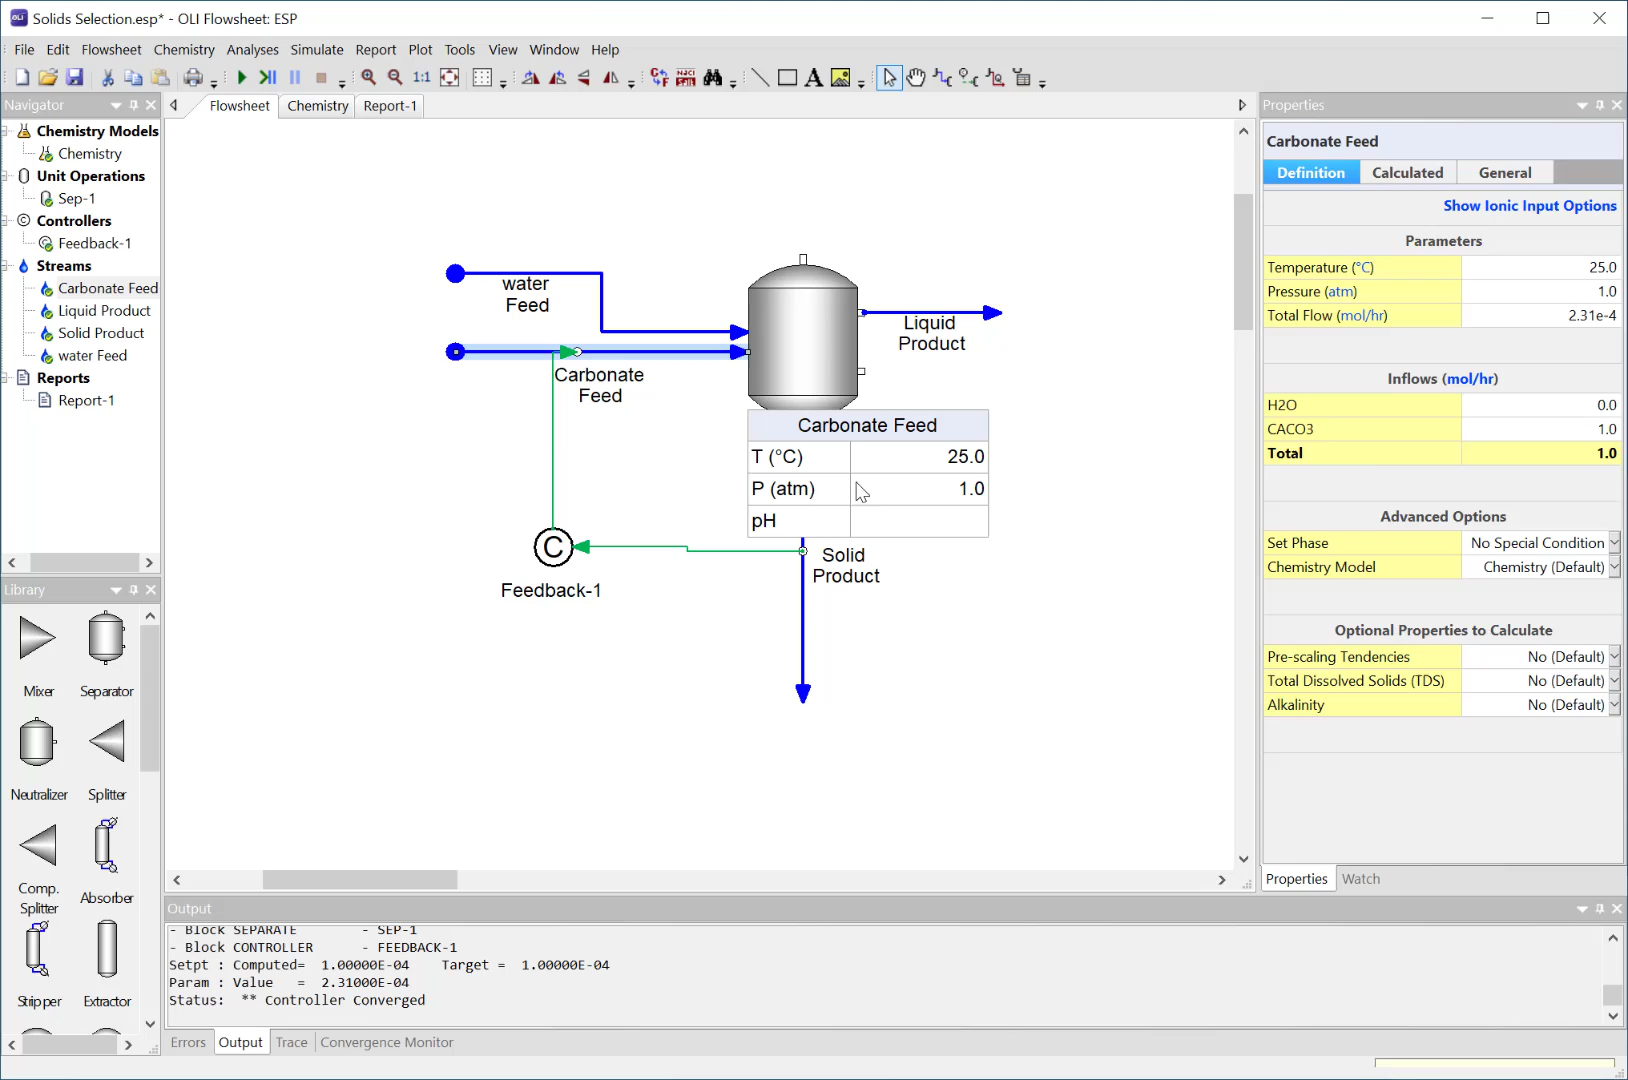 Solids Selection.esp* - OLI Flowsheet: ESP
File Edit Flowsheet Chemistry Analyses Simulate Report Plot Tools View Window Help
1:1
Navigator
Flowsheet Chemistry Report-1
Properties
Chemistry Models
Chemistry
Unit Operations
Sep-1
Controllers
Feedback-1
Streams
Carbonate Feed
Liquid Product
Solid Product
water Feed
Reports
Report-1
Library
Mixer Separator
Neutralizer Splitter
Comp.
Splitter
Absorber
Stripper Extractor
water
Feed
Carbonate
Feed
Liquid
Product
Carbonate Feed
T (°C) 25.0
P (atm) 1.0
pH
C
Feedback-1
Solid
Product
Carbonate Feed
Definition Calculated General
Show Ionic Input Options
Parameters
Temperature (°C) 25.0
Pressure (atm) 1.0
Total Flow (mol/hr) 2.31e-4
Inflows (mol/hr)
H2O 0.0
CACO3 1.0
Total 1.0
Advanced Options
Set Phase No Special Condition
Chemistry Model Chemistry (Default)
Optional Properties to Calculate
Pre-scaling Tendencies No (Default)
Total Dissolved Solids (TDS) No (Default)
Alkalinity No (Default)
Properties Watch
Output
- Block SEPARATE - SEP-1
- Block CONTROLLER - FEEDBACK-1
Setpt : Computed= 1.00000E-04 Target = 1.00000E-04
Param : Value = 2.31000E-04
Status: ** Controller Converged
Errors Output Trace Convergence Monitor